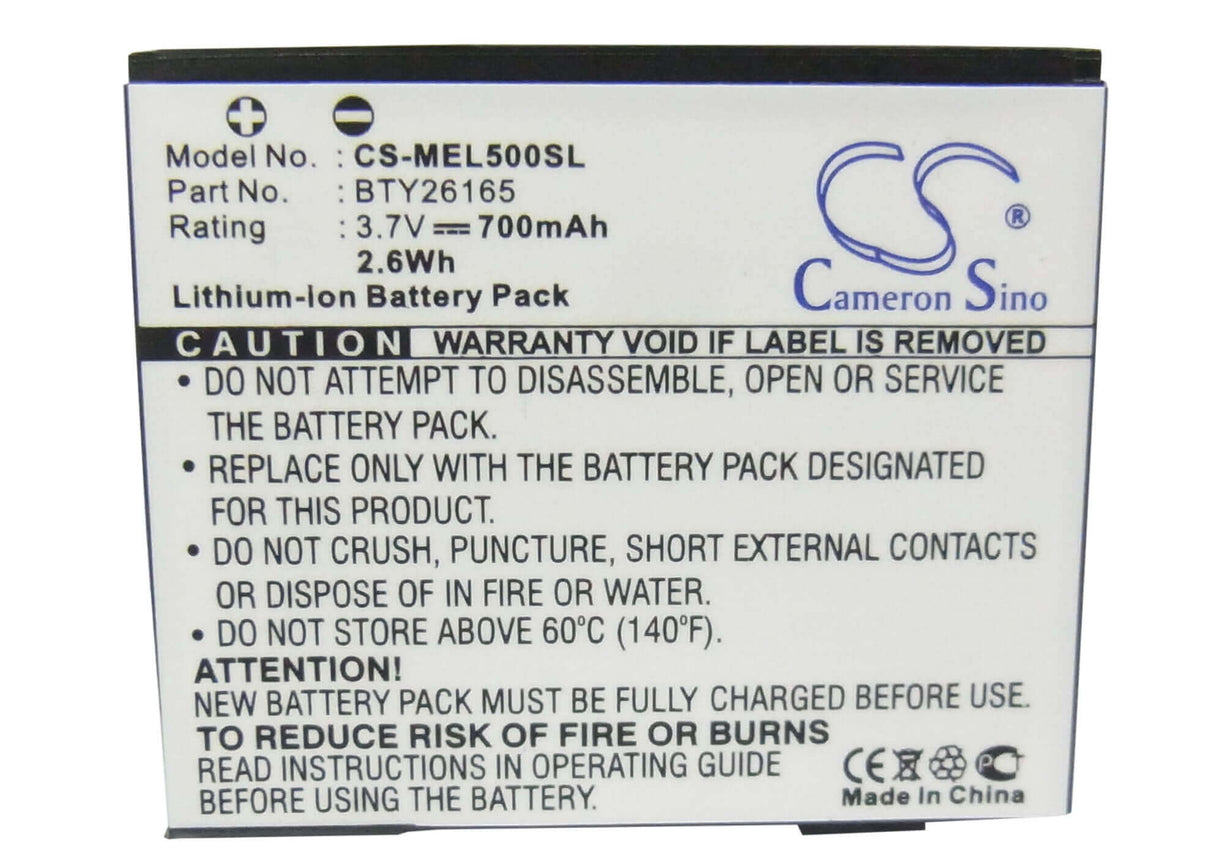 + −
Model No. : CS-MEL500SL
Part No. : BTY26165
Rating : 3.7V ⎓ 700mAh
2.6Wh
Lithium-Ion Battery Pack
CS ®
Cameron Sino
CAUTION WARRANTY VOID IF LABEL IS REMOVED
• DO NOT ATTEMPT TO DISASSEMBLE, OPEN OR SERVICE
THE BATTERY PACK.
• REPLACE ONLY WITH THE BATTERY PACK DESIGNATED
FOR THIS PRODUCT.
• DO NOT CRUSH, PUNCTURE, SHORT EXTERNAL CONTACTS
OR DISPOSE OF IN FIRE OR WATER.
• DO NOT STORE ABOVE 60°C (140°F).
ATTENTION!
NEW BATTERY PACK MUST BE FULLY CHARGED BEFORE USE.
TO REDUCE RISK OF FIRE OR BURNS
READ INSTRUCTIONS IN OPERATING GUIDE
BEFORE USING THE BATTERY.
CE PC
Made In China